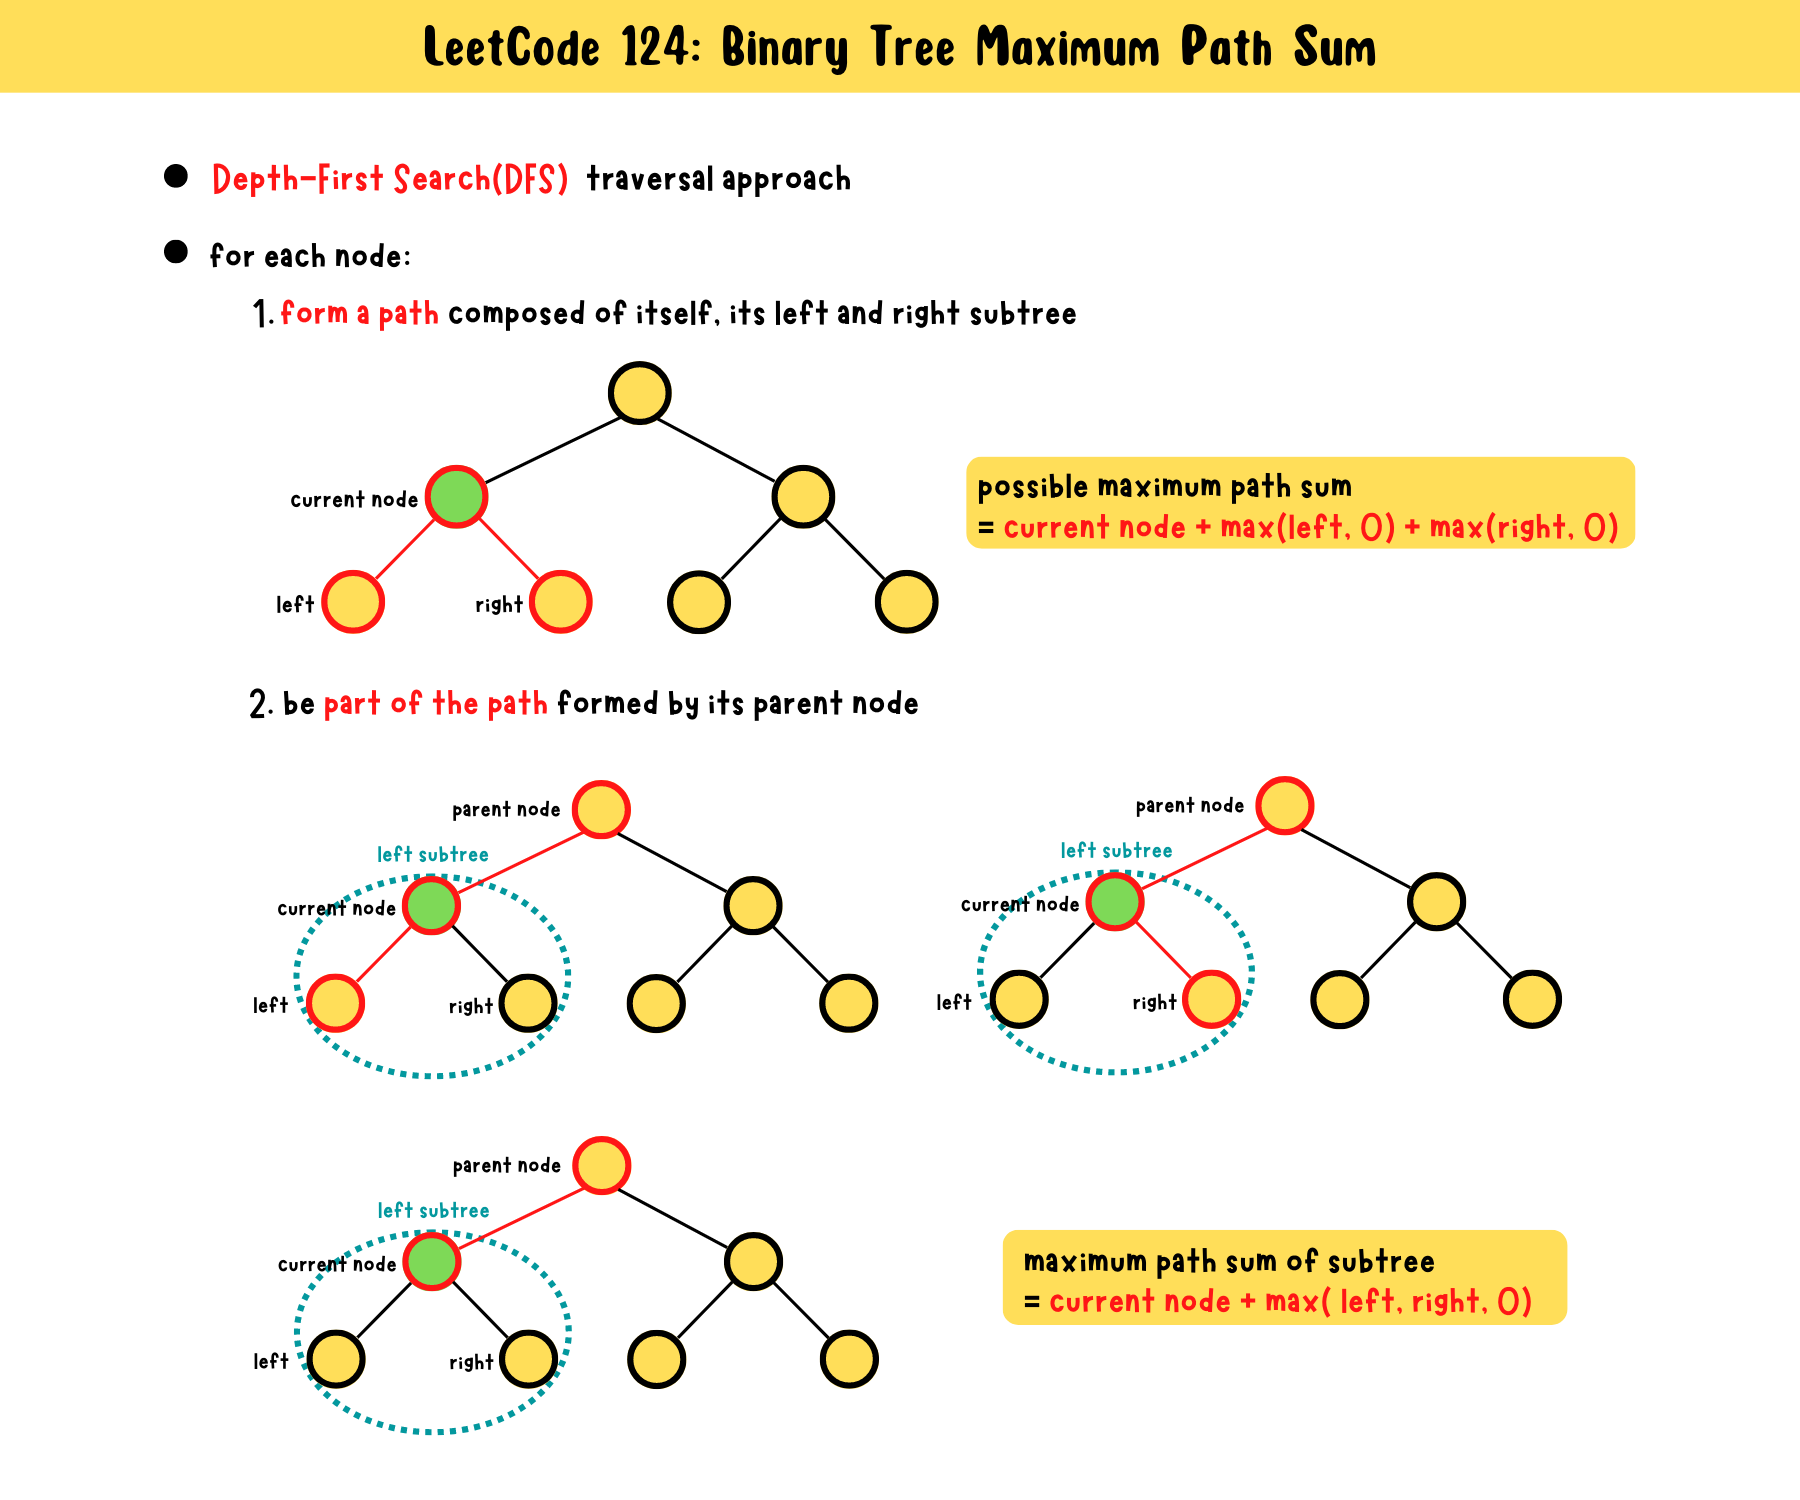 LeetCode 124: Binary Tree Maximum Path Sum
Depth-First Search(DFS) traversal approach
for each node:
1. form a path composed of itself, its left and right subtree
current node
left
right
possible maximum path sum
= current node + max(left, 0) + max(right, 0)
2. be part of the path formed by its parent node
parent node
left subtree
current node
left
right
parent node
left subtree
current node
left
right
parent node
left subtree
current node
left
right
maximum path sum of subtree
= current node + max( left, right, 0)